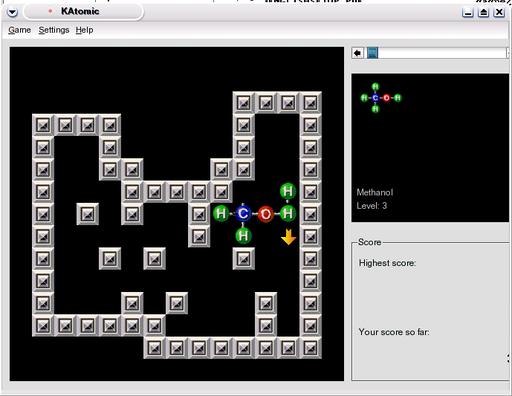 KAtomic
Game Settings Help
H
H C O H
H
H
H C O H
H
Methanol
Level: 3
Score
Highest score:
Your score so far: